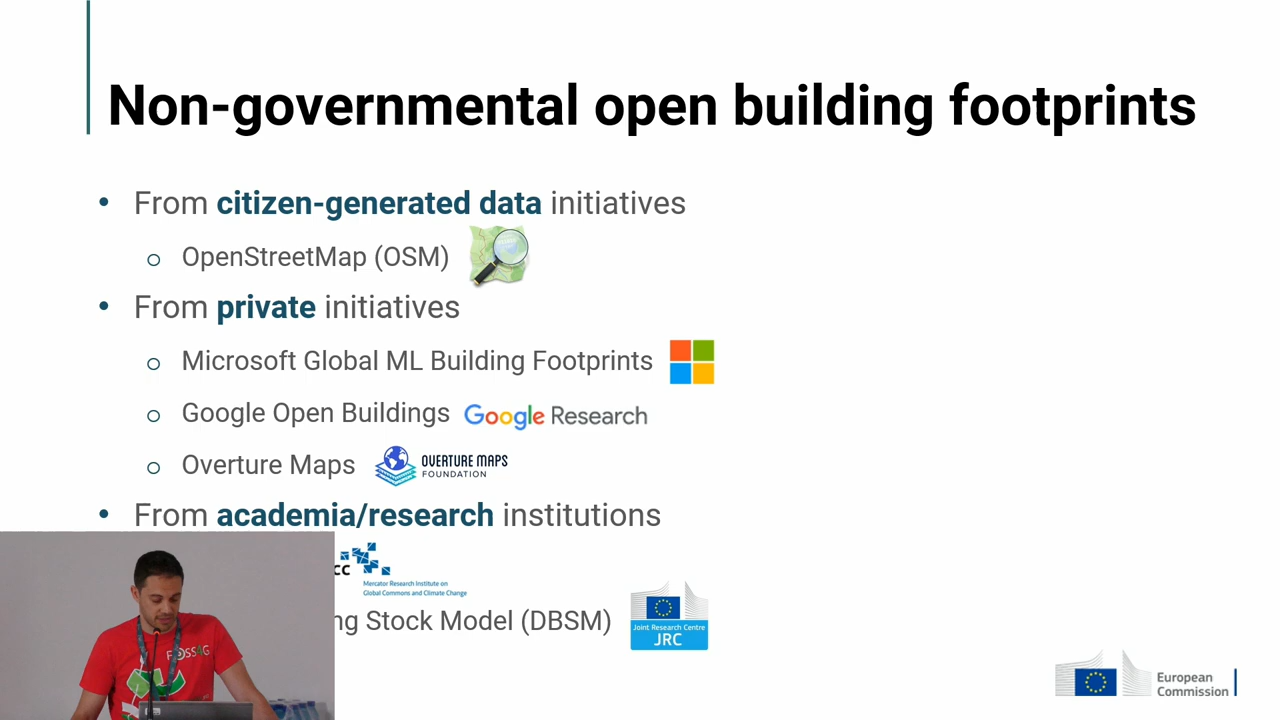 Non-governmental open building footprints
• From citizen-generated data initiatives
o OpenStreetMap (OSM)
• From private initiatives
o Microsoft Global ML Building Footprints
o Google Open Buildings Google Research
o Overture Maps OVERTURE MAPS
FOUNDATION
• From academia/research institutions
cc
Mercator Research Institute on
Global Commons and Climate Change
ng Stock Model (DBSM)
Joint Research Centre
JRC
FOSS4G
European
Commission